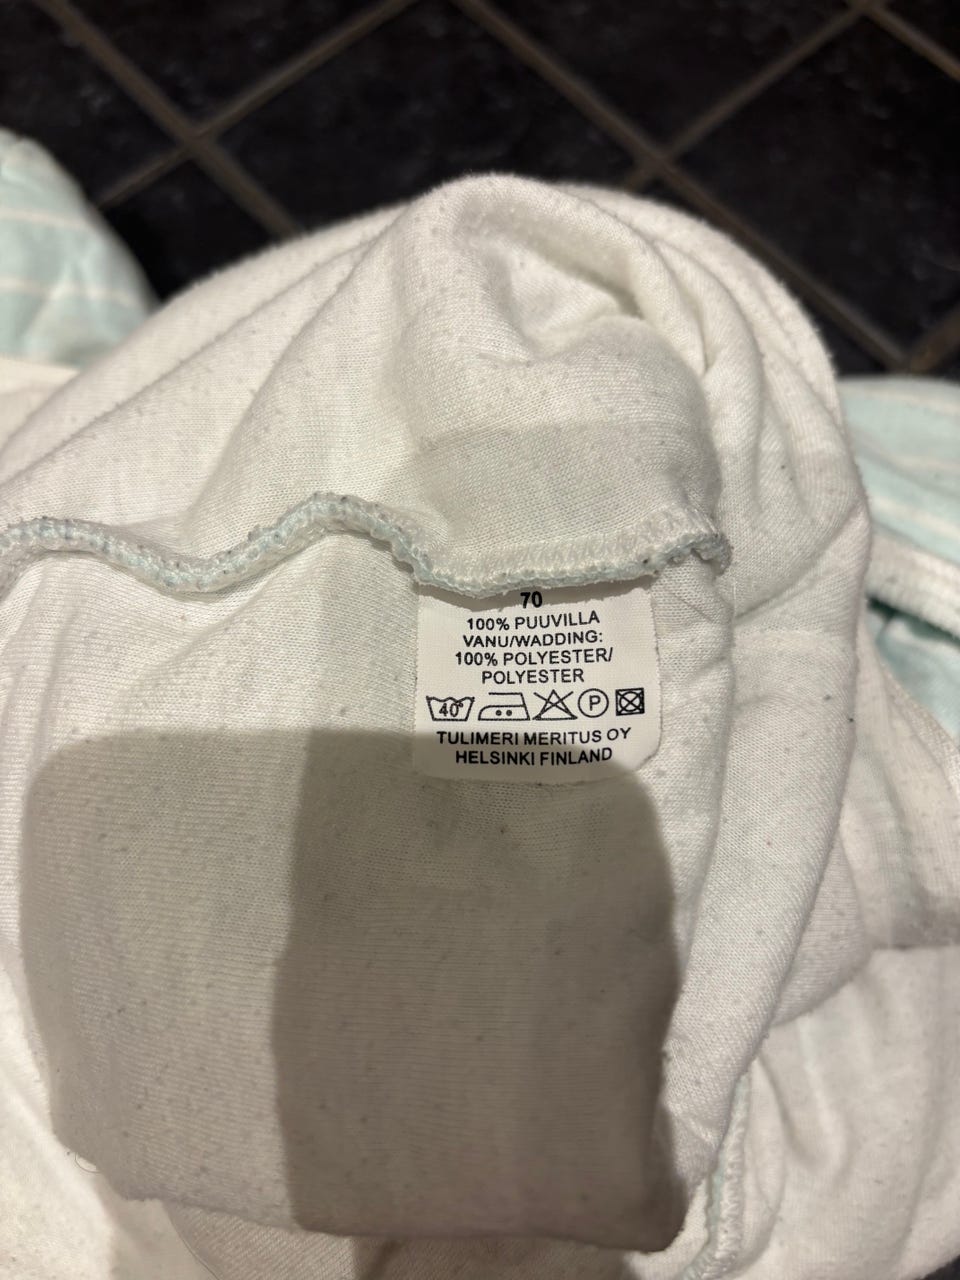 70
100% PUUVILLA
VANU/WADDING:
100% POLYESTER/
POLYESTER
40° P
TULIMERI MERITUS OY
HELSINKI FINLAND